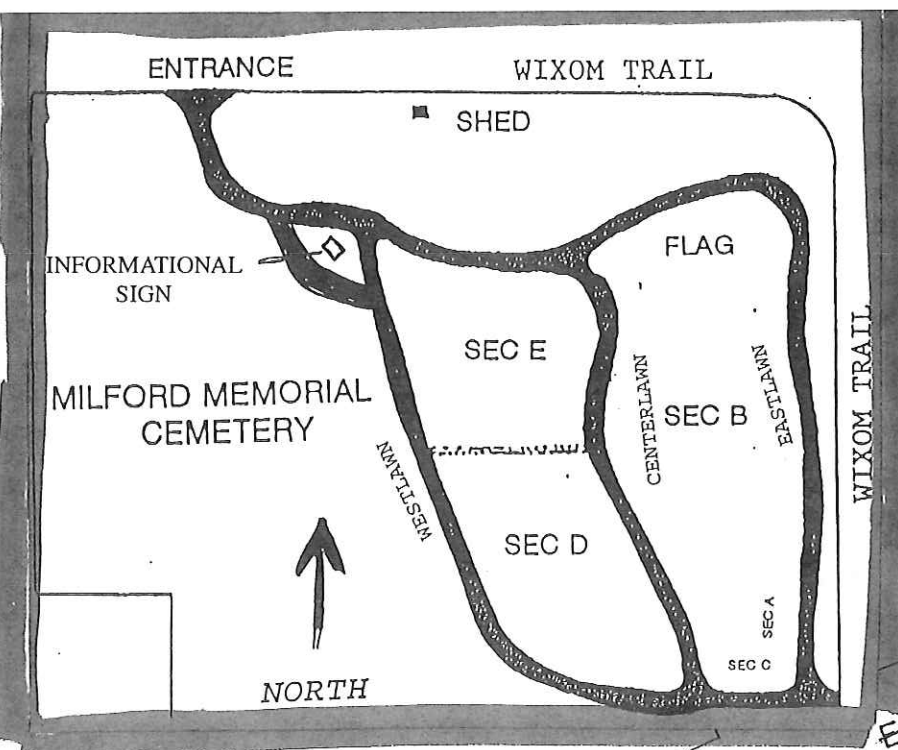 ENTRANCE
WIXOM TRAIL
SHED
FLAG
INFORMATIONAL
SIGN
SEC E
WIXOM TRAIL
MILFORD MEMORIAL
CEMETERY
CENTERLAWN
SEC B
EASTLAWN
WESTLAWN
SEC D
SEC A
SEC C
NORTH
E